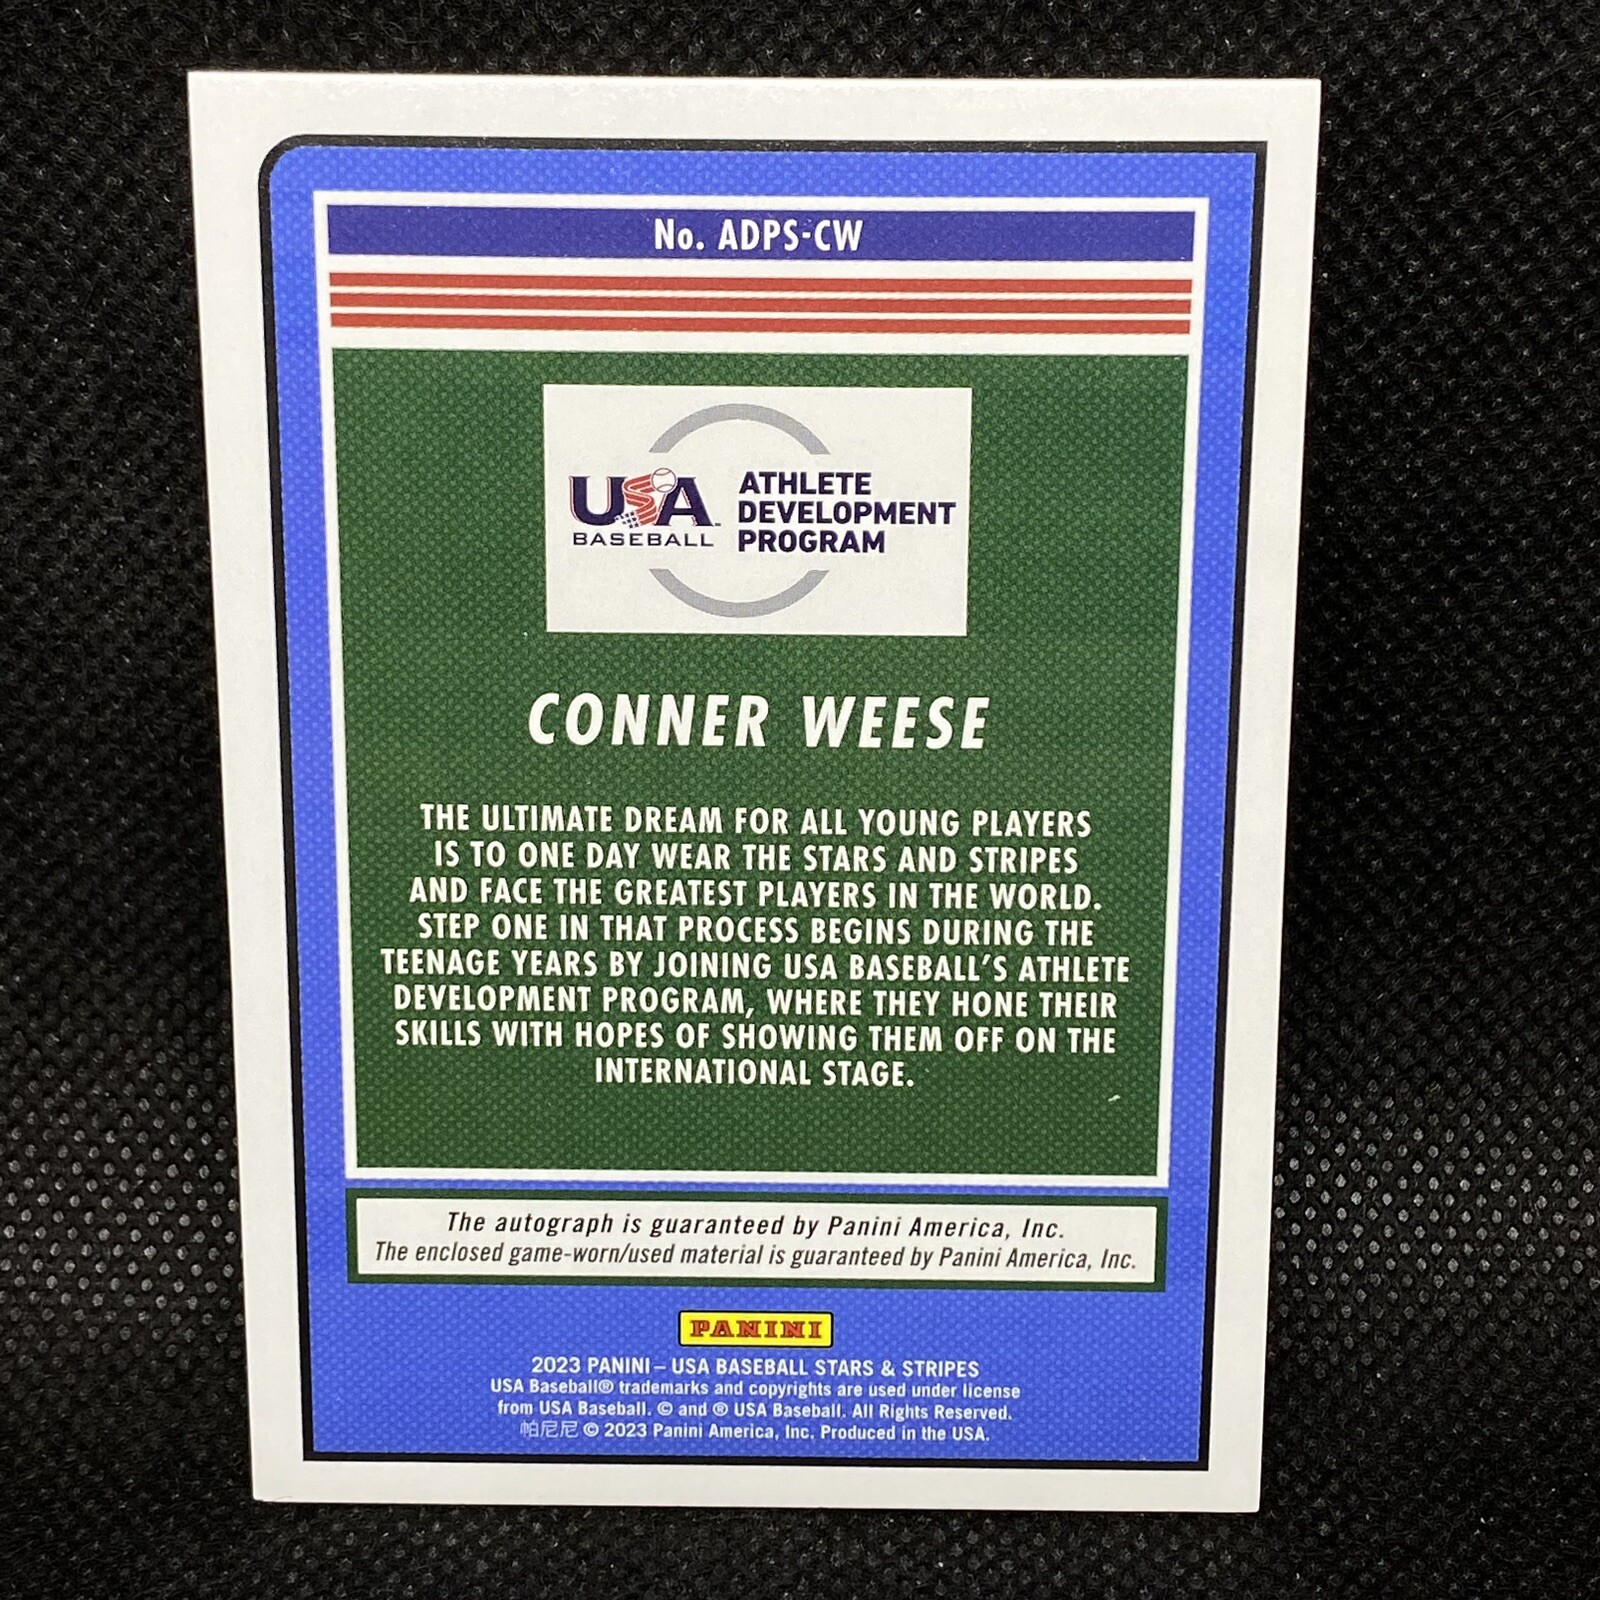 No. ADPS-CW
USA
BASEBALL
ATHLETE
DEVELOPMENT
PROGRAM
CONNER WEESE
THE ULTIMATE DREAM FOR ALL YOUNG PLAYERS
IS TO ONE DAY WEAR THE STARS AND STRIPES
AND FACE THE GREATEST PLAYERS IN THE WORLD.
STEP ONE IN THAT PROCESS BEGINS DURING THE
TEENAGE YEARS BY JOINING USA BASEBALL'S ATHLETE
DEVELOPMENT PROGRAM, WHERE THEY HONE THEIR
SKILLS WITH HOPES OF SHOWING THEM OFF ON THE
INTERNATIONAL STAGE.
The autograph is guaranteed by Panini America, Inc.
The enclosed game-worn/used material is guaranteed by Panini America, Inc.
PANINI
2023 PANINI – USA BASEBALL STARS & STRIPES
USA Baseball® trademarks and copyrights are used under license
from USA Baseball. © and ® USA Baseball. All Rights Reserved.
帕尼尼 © 2023 Panini America, Inc. Produced in the USA.